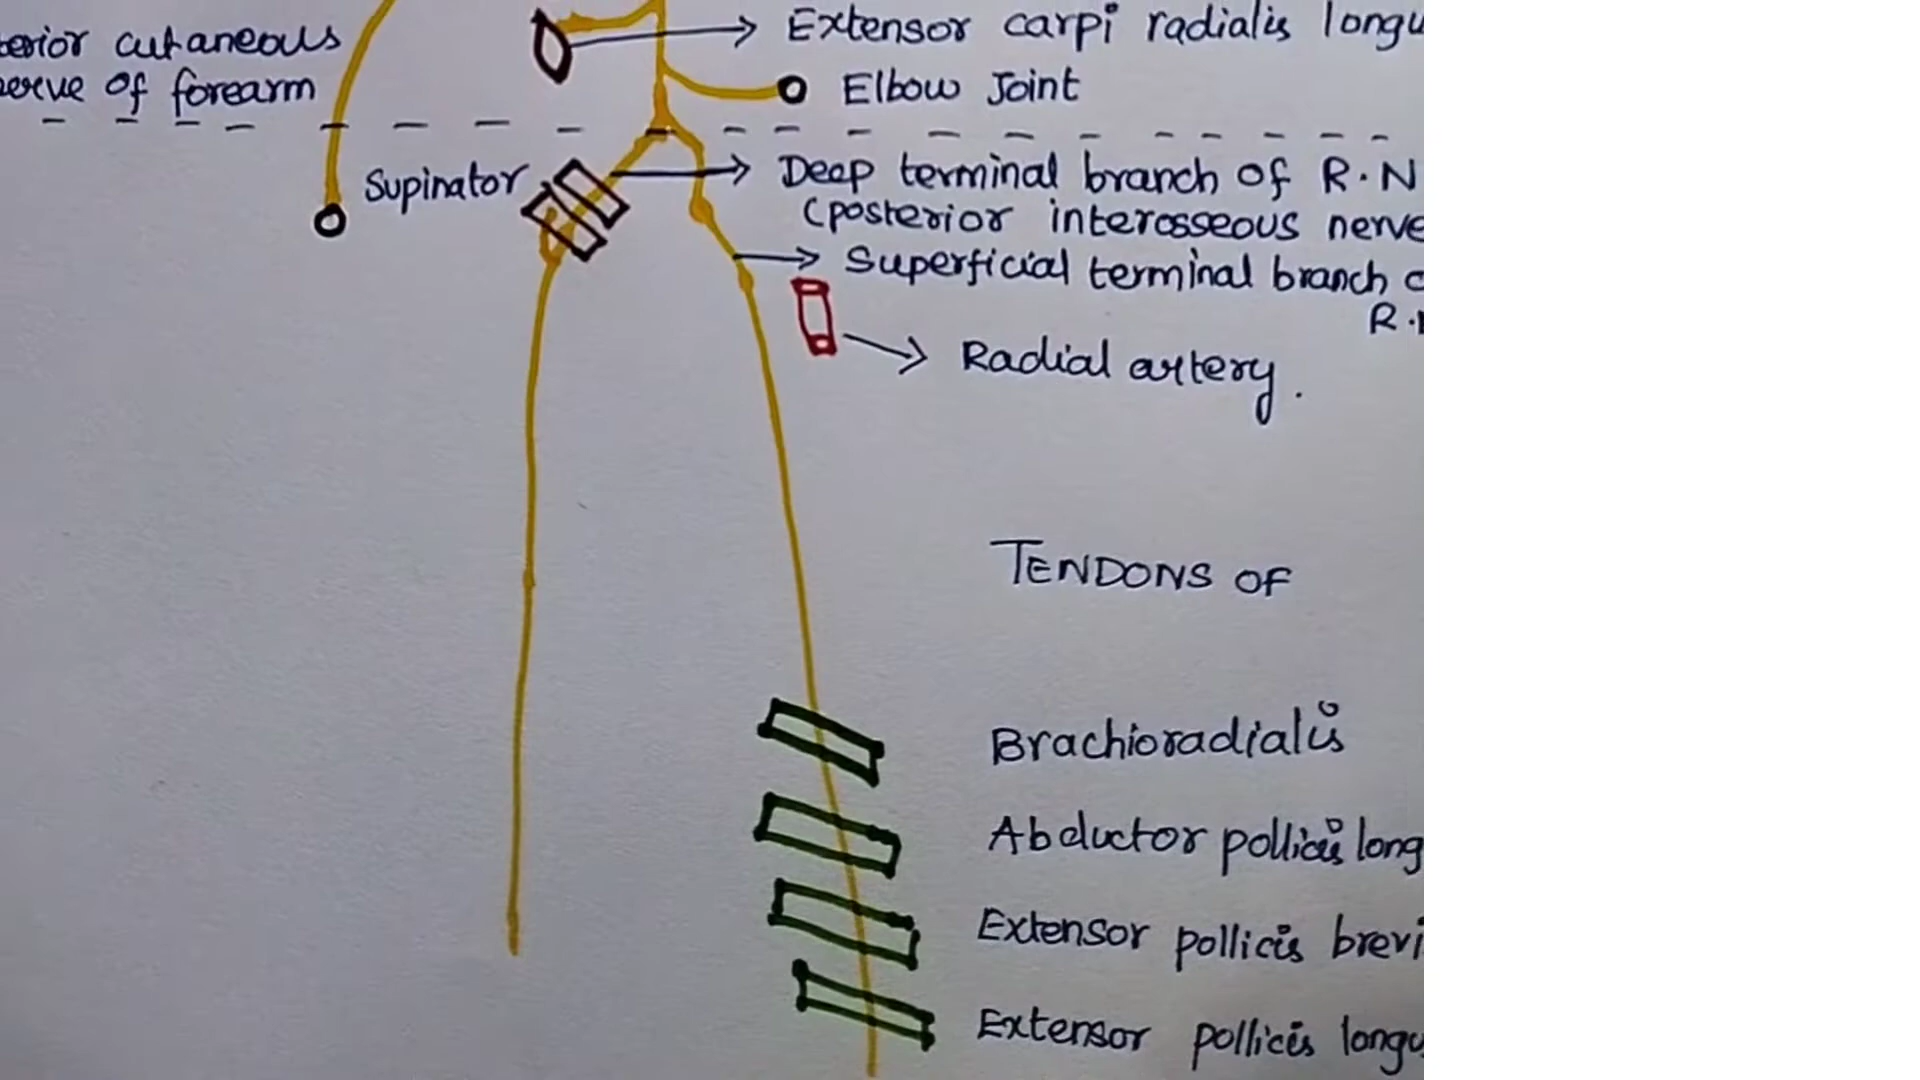 Extensor carpi radialis longu
erior cutaneous
nerve of forearm
Elbow Joint
Supinator
Deep terminal branch of R.N
(posterior interosseous nerve
Superficial terminal branch
R.
Radial artery.
TENDONS OF
Brachioradialis
Abductor pollicis long
Extensor pollicis brevi
Extensor pollicis longu